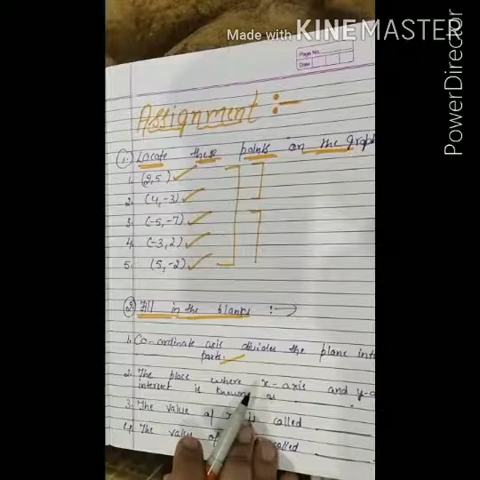 Made with KINEMASTER
PowerDirector
Page No.
Date
Assignment :-
1. Locate these points on the graph
1. (2,5)
2. (4,-3)
3. (-5,-7)
4. (-3,2)
5. (5,-2)
2. Fill in the blanks :-
1. Co-ordinate axis divides the plane into
parts.
2. The place where x-axis and y-a
intersect is known as
3. The value of x is called
4. The value of called